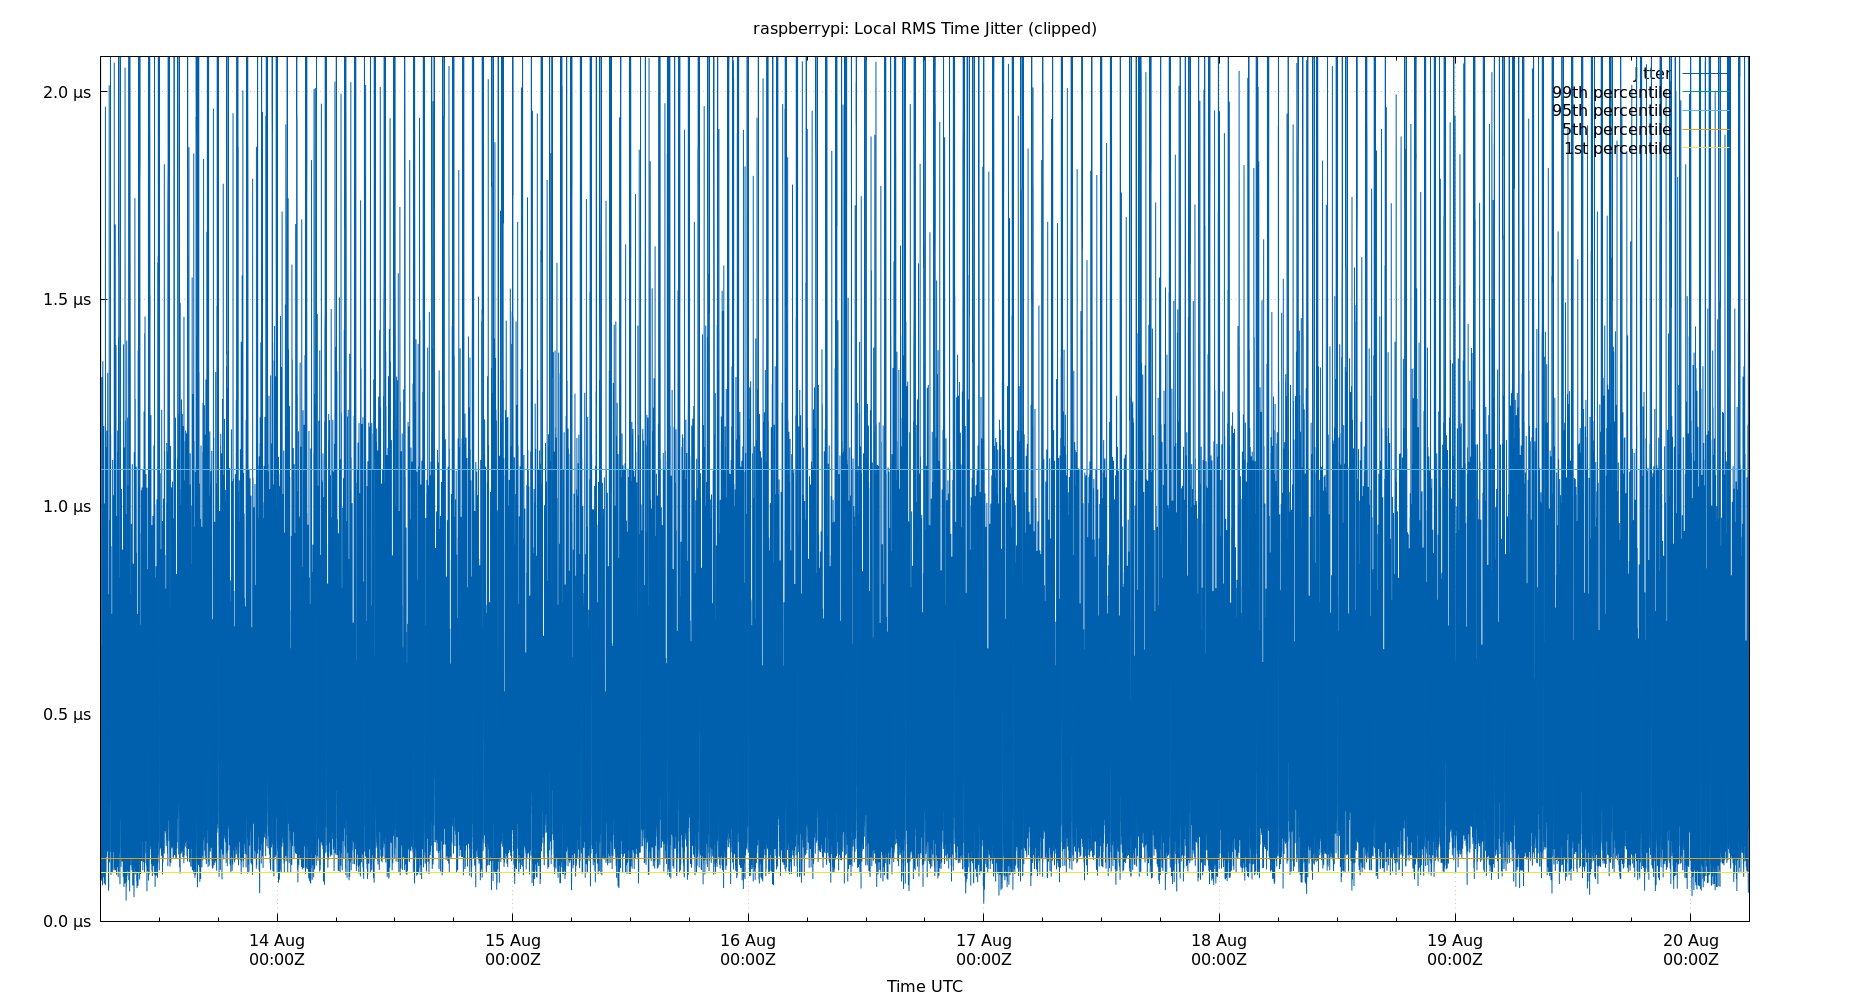 raspberrypi: Local RMS Time Jitter (clipped)
Jitter
99th percentile
95th percentile
5th percentile
1st percentile
2.0 µs
1.5 µs
1.0 µs
0.5 µs
0.0 µs
14 Aug 15 Aug 16 Aug 17 Aug 18 Aug 19 Aug 20 Aug
00:00Z 00:00Z 00:00Z 00:00Z 00:00Z 00:00Z 00:00Z
Time UTC